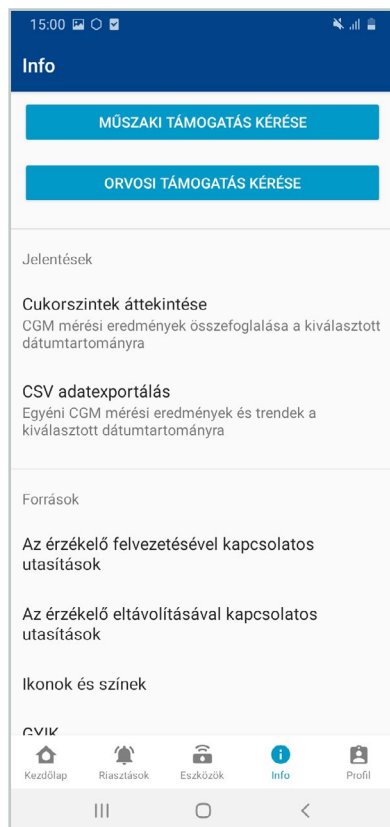 15:00
Info
MŰSZAKI TÁMOGATÁS KÉRÉSE
ORVOSI TÁMOGATÁS KÉRÉSE
Jelentések
Cukorszintek áttekintése
CGM mérési eredmények összefoglalása a kiválasztott
dátumtartományra
CSV adatexportálás
Egyéni CGM mérési eredmények és trendek a
kiválasztott dátumtartományra
Források
Az érzékelő felvezetésével kapcsolatos
utasítások
Az érzékelő eltávolításával kapcsolatos
utasítások
Ikonok és színek
GYIK
Kezdőlap Riasztások Eszközök Info Profil